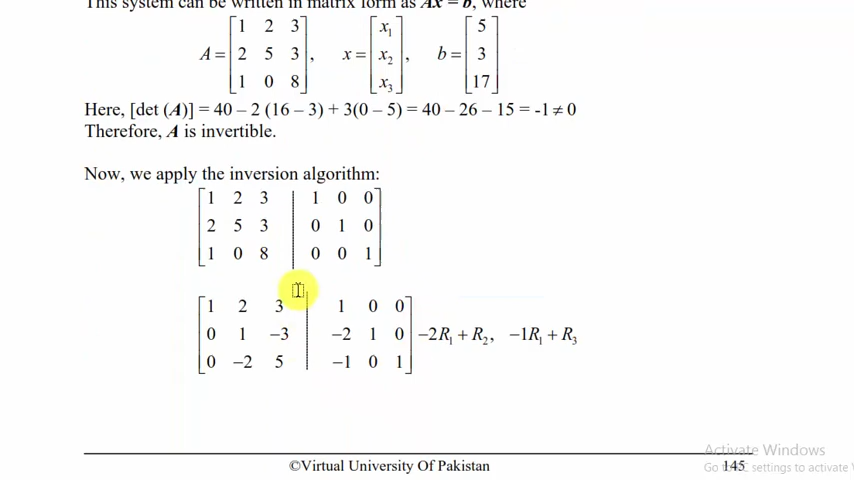 This system can be written in matrix form as Ax = b, where
A = [1 2 3; 2 5 3; 1 0 8], x = [x₁; x₂; x₃], b = [5; 3; 17]
Here, [det (A)] = 40 – 2 (16 – 3) + 3(0 – 5) = 40 – 26 – 15 = -1 ≠ 0
Therefore, A is invertible.
Now, we apply the inversion algorithm:
1 2 3 | 1 0 0
2 5 3 | 0 1 0
1 0 8 | 0 0 1
1 2 3 | 1 0 0
0 1 −3 | −2 1 0 −2R₁ + R₂, −1R₁ + R₃
0 −2 5 | −1 0 1
©Virtual University Of Pakistan 145
Activate Windows
Go to PC settings to activate